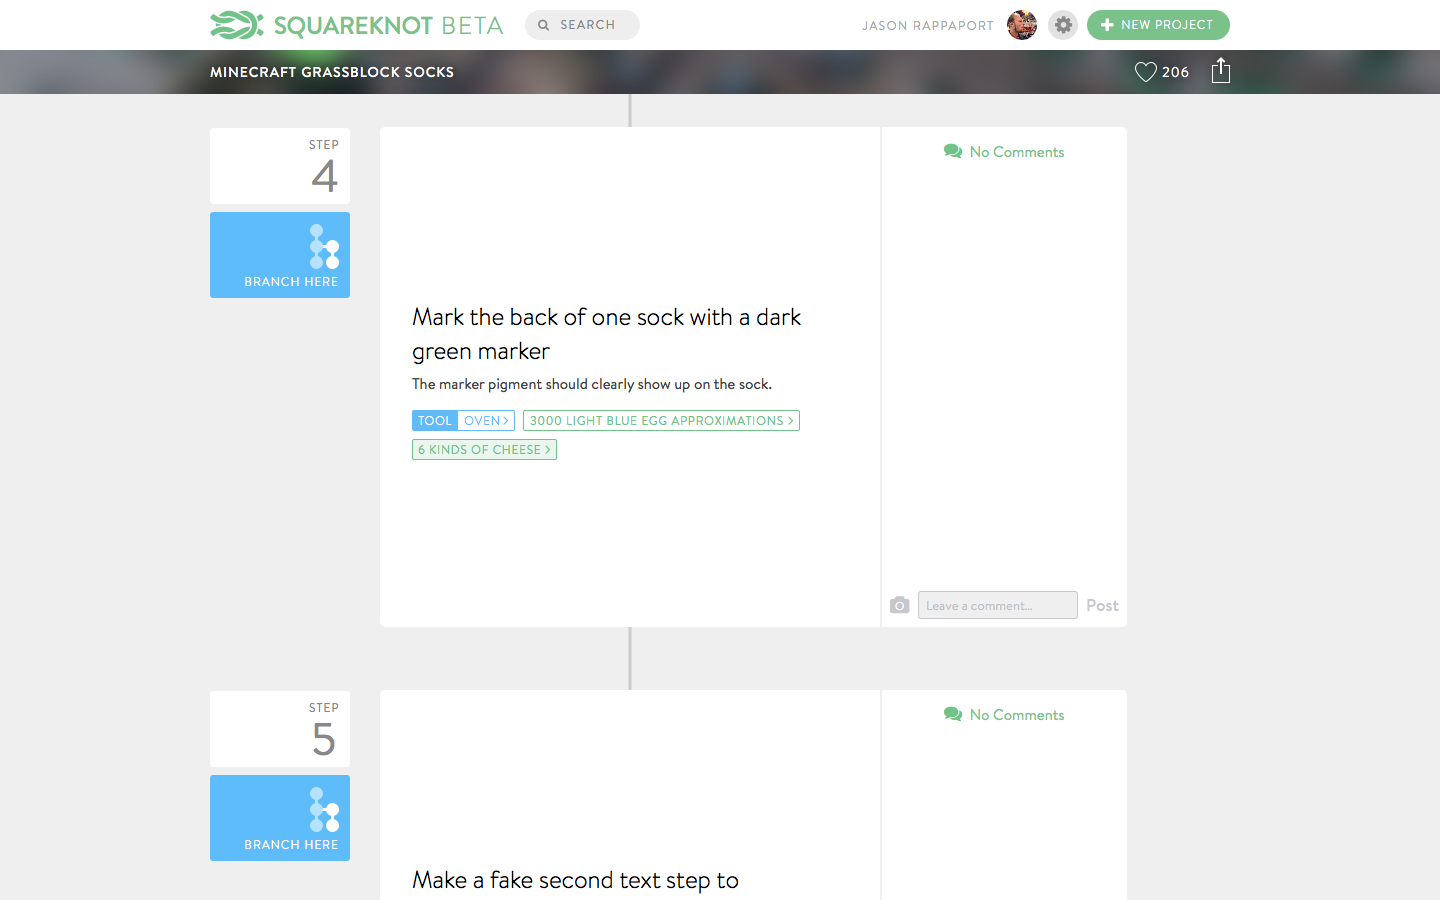 SQUAREKNOT BETA
SEARCH
JASON RAPPAPORT
NEW PROJECT
MINECRAFT GRASSBLOCK SOCKS
206
STEP
4
BRANCH HERE
Mark the back of one sock with a dark
green marker
The marker pigment should clearly show up on the sock.
TOOL OVEN >
3000 LIGHT BLUE EGG APPROXIMATIONS >
6 KINDS OF CHEESE >
No Comments
Leave a comment...
Post
STEP
5
BRANCH HERE
Make a fake second text step to
No Comments